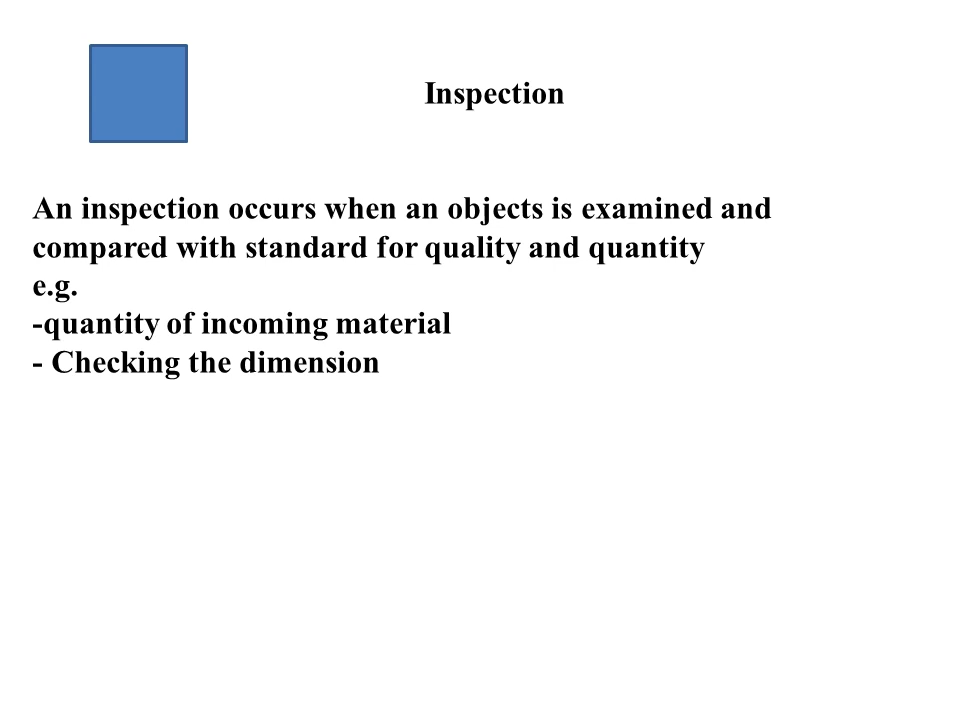 Inspection
An inspection occurs when an objects is examined and
compared with standard for quality and quantity
e.g.
-quantity of incoming material
- Checking the dimension